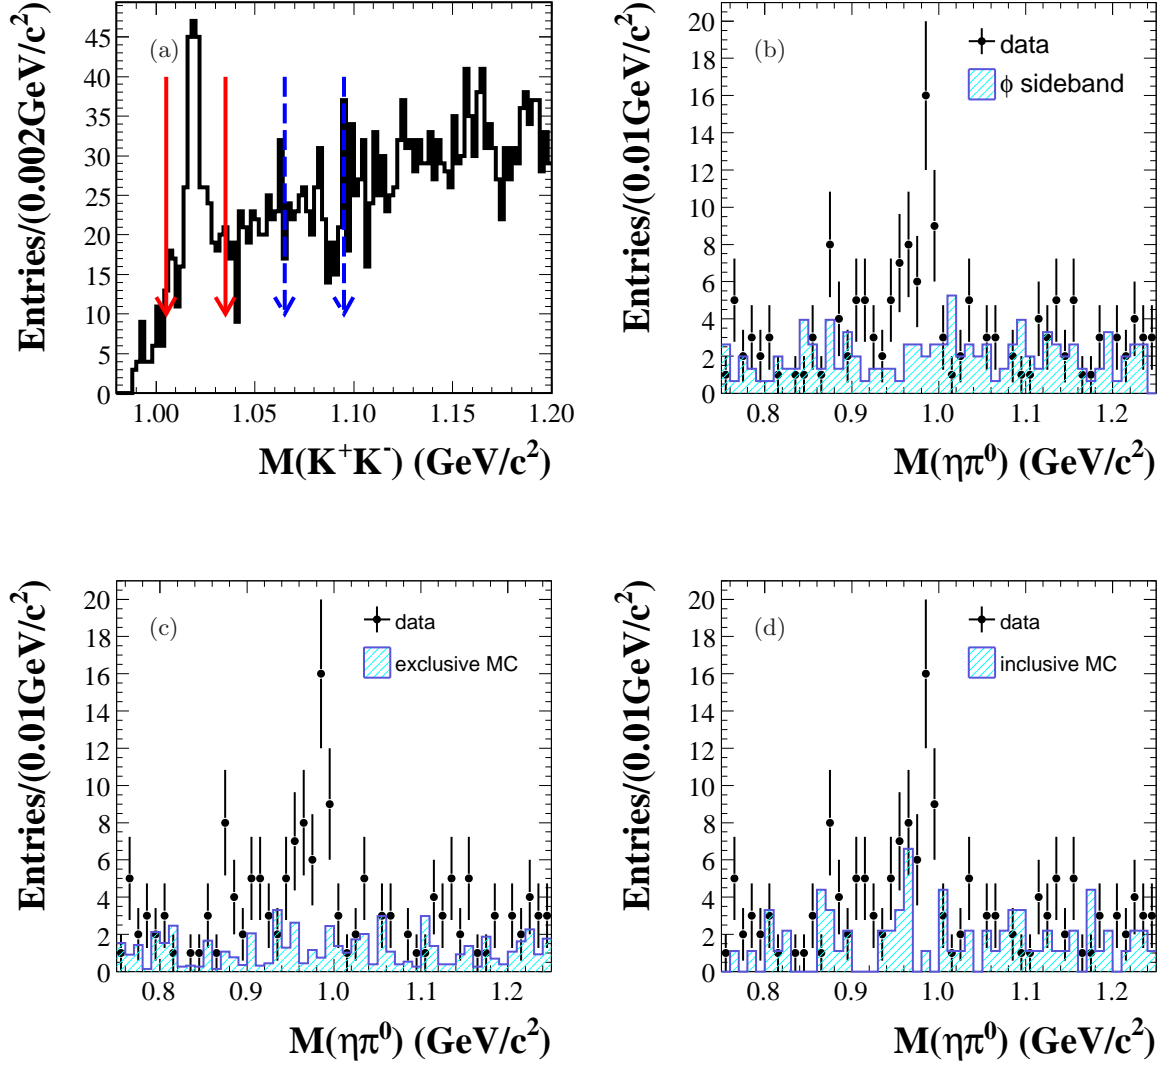 Entries/(0.002GeV/c²)
(a)
45
40
35
30
25
20
15
10
5
0
1.00 1.05 1.10 1.15 1.20
M(K⁺K⁻) (GeV/c²)
Entries/(0.01GeV/c²)
(b)
data
ϕ sideband
20
18
16
14
12
10
8
6
4
2
0
0.8 0.9 1.0 1.1 1.2
M(ηπ⁰) (GeV/c²)
Entries/(0.01GeV/c²)
(c)
data
exclusive MC
20
18
16
14
12
10
8
6
4
2
0
0.8 0.9 1.0 1.1 1.2
M(ηπ⁰) (GeV/c²)
Entries/(0.01GeV/c²)
(d)
data
inclusive MC
20
18
16
14
12
10
8
6
4
2
0
0.8 0.9 1.0 1.1 1.2
M(ηπ⁰) (GeV/c²)